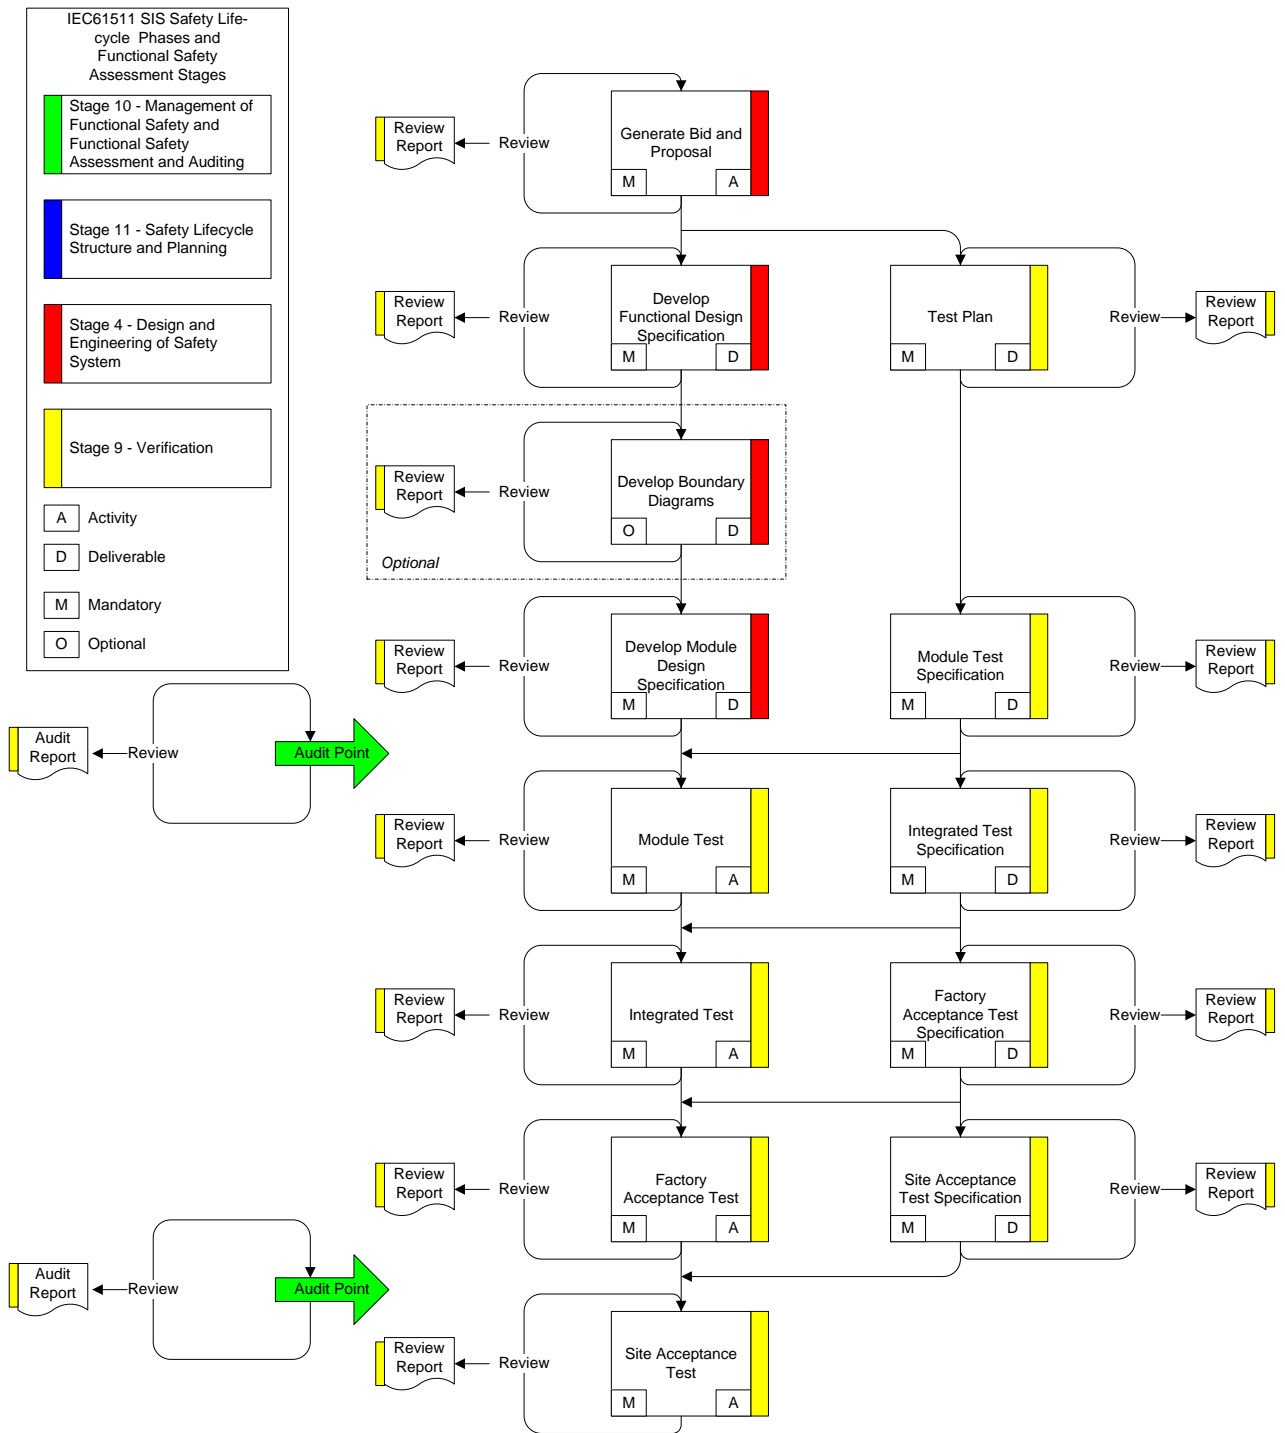 IEC61511 SIS Safety Life-
cycle Phases and
Functional Safety
Assessment Stages
Stage 10 - Management of
Functional Safety and
Functional Safety
Assessment and Auditing
Stage 11 - Safety Lifecycle
Structure and Planning
Stage 4 - Design and
Engineering of Safety
System
Stage 9 - Verification
A Activity
D Deliverable
M Mandatory
O Optional
Review
Report
Review
Generate Bid and
Proposal
M A
Review
Report
Review
Develop
Functional Design
Specification
M D
Test Plan
M D
Review
Review
Report
Review
Report
Review
Develop Boundary
Diagrams
O D
Optional
Review
Report
Review
Develop Module
Design
Specification
M D
Module Test
Specification
M D
Review
Review
Report
Audit
Report
Review
Audit Point
Review
Report
Review
Module Test
M A
Integrated Test
Specification
M D
Review
Review
Report
Review
Report
Review
Integrated Test
M A
Factory
Acceptance Test
Specification
M D
Review
Review
Report
Review
Report
Review
Factory
Acceptance Test
M A
Site Acceptance
Test Specification
M D
Review
Review
Report
Audit
Report
Review
Audit Point
Review
Report
Review
Site Acceptance
Test
M A